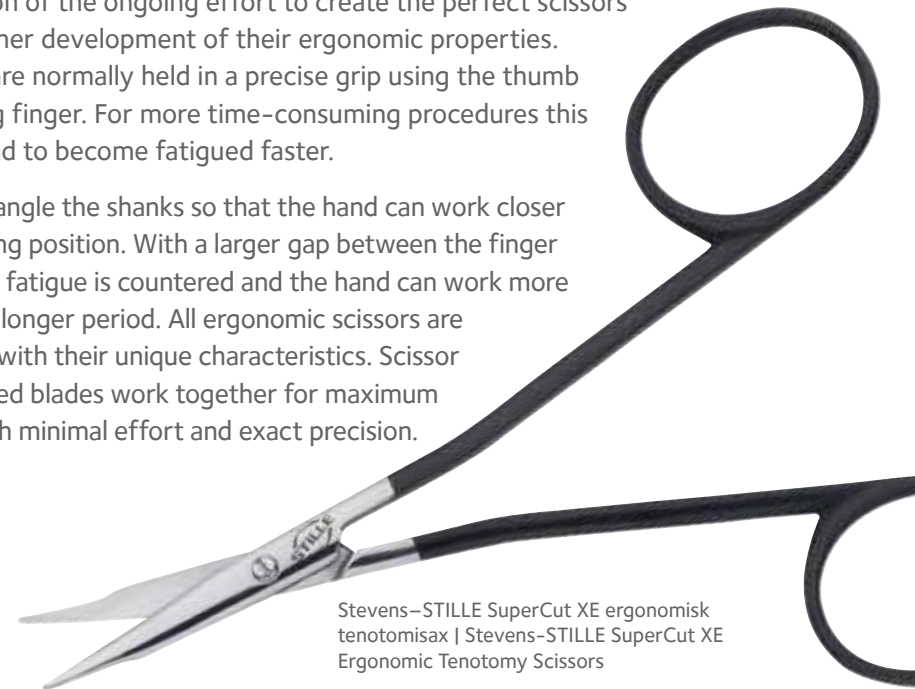 n of the ongoing effort to create the perfect scissors
ner development of their ergonomic properties.
are normally held in a precise grip using the thumb
g finger. For more time-consuming procedures this
d to become fatigued faster.
angle the shanks so that the hand can work closer
ng position. With a larger gap between the finger
fatigue is countered and the hand can work more
longer period. All ergonomic scissors are
with their unique characteristics. Scissor
ed blades work together for maximum
h minimal effort and exact precision.
STILLE
Stevens–STILLE SuperCut XE ergonomisk
tenotomisax | Stevens-STILLE SuperCut XE
Ergonomic Tenotomy Scissors